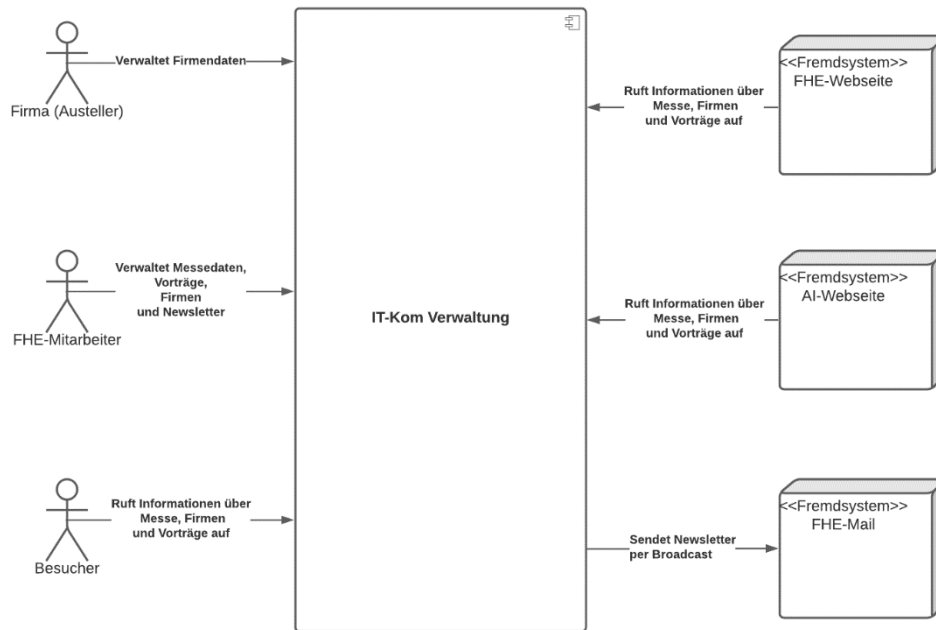 Verwaltet Firmendaten
Firma (Austeller)
Verwaltet Messedaten,
Vorträge,
Firmen
und Newsletter
FHE-Mitarbeiter
Ruft Informationen über
Messe, Firmen
und Vorträge auf
Besucher
IT-Kom Verwaltung
Ruft Informationen über
Messe, Firmen
und Vorträge auf
<<Fremdsystem>>
FHE-Webseite
Ruft Informationen über
Messe, Firmen
und Vorträge auf
<<Fremdsystem>>
AI-Webseite
Sendet Newsletter
per Broadcast
<<Fremdsystem>>
FHE-Mail